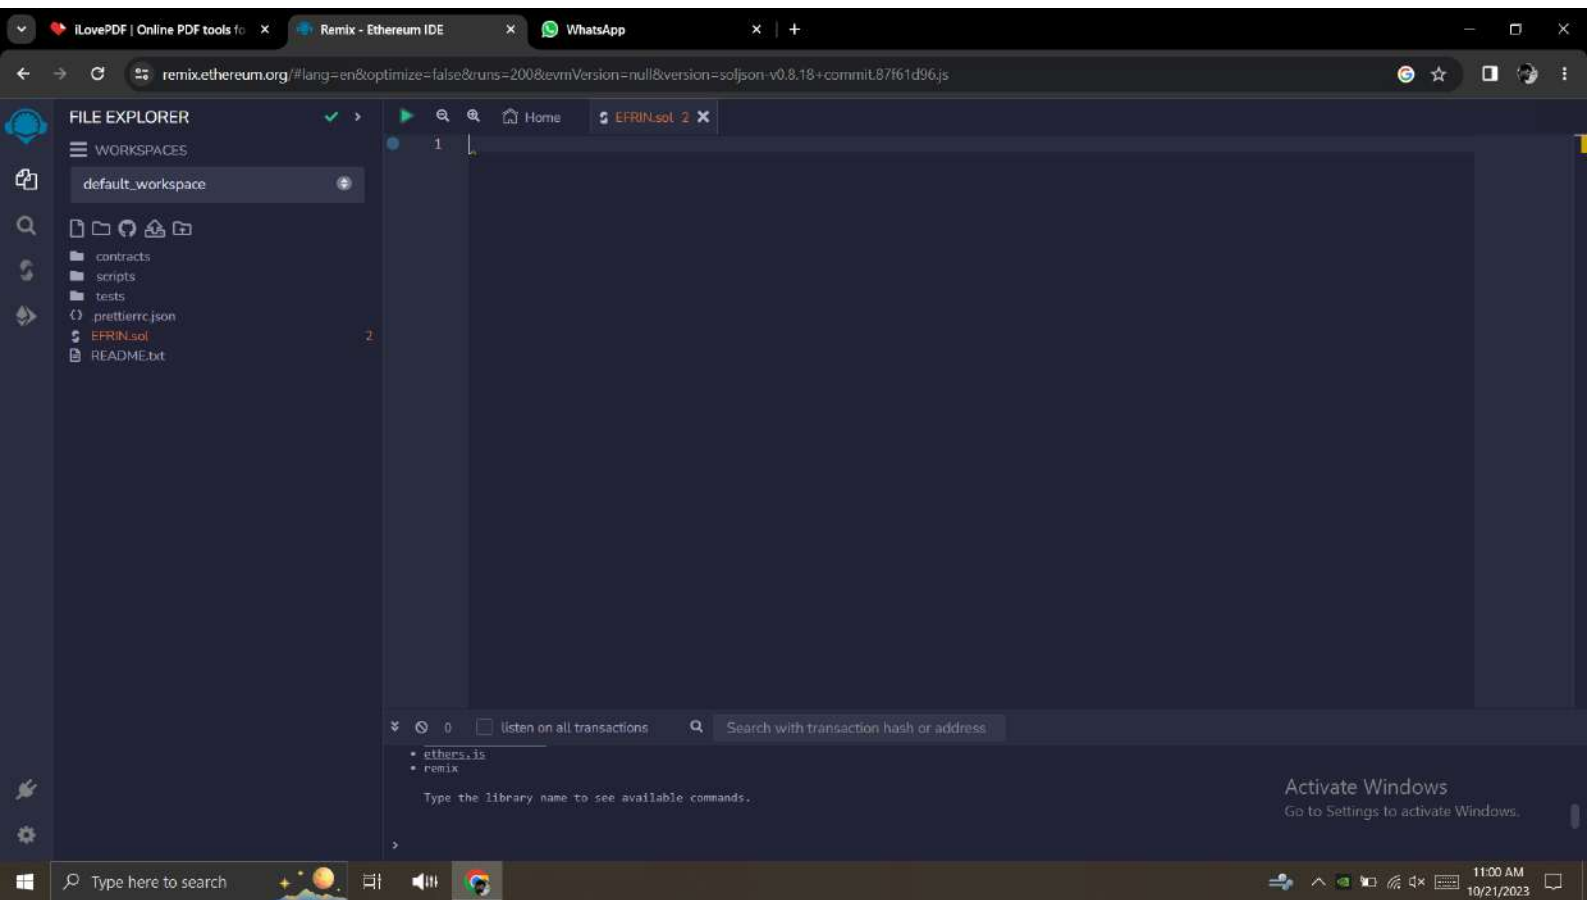 iLovePDF | Online PDF tools fo
Remix - Ethereum IDE
WhatsApp
remix.ethereum.org/#lang=en&optimize=false&runs=200&evmVersion=null&version=soljson-v0.8.18+commit.87f61d96.js
FILE EXPLORER
Home
EFRIN.sol 2
WORKSPACES
1
default_workspace
contracts
scripts
tests
.prettierrc.json
EFRIN.sol 2
README.txt
0 listen on all transactions
Search with transaction hash or address
• ethers.js
• remix
Type the library name to see available commands.
>
Activate Windows
Go to Settings to activate Windows.
Type here to search
11:00 AM
10/21/2023